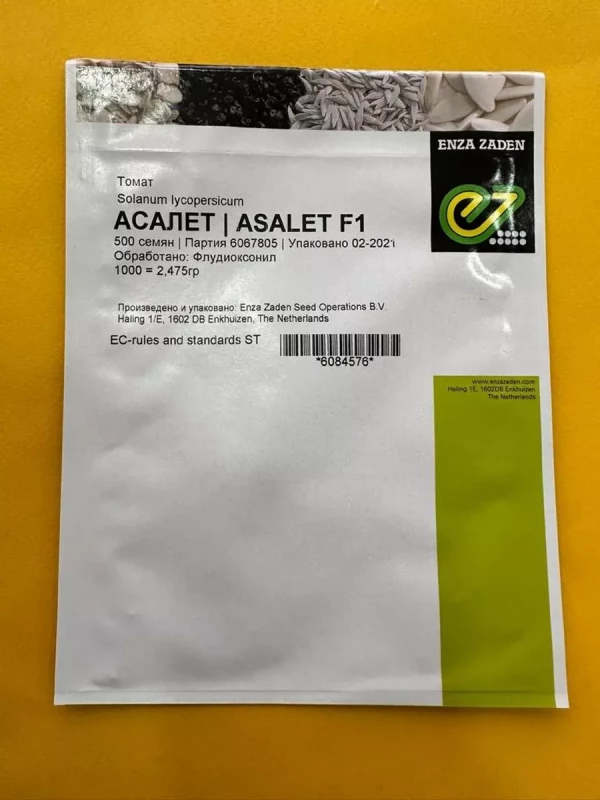 ENZA ZADEN
Томат
Solanum lycopersicum
АСАЛЕТ | ASALET F1
500 семян | Партия 6067805 | Упаковано 02-2021
Обработано: Флудиоксонил
1000 = 2,475гр
Произведено и упаковано: Enza Zaden Seed Operations B.V.
Haling 1/E, 1602 DB Enkhuizen, The Netherlands
EC-rules and standards ST
*6084576*
www.enzazaden.com
Haling 1E, 1602DB Enkhuizen
The Netherlands